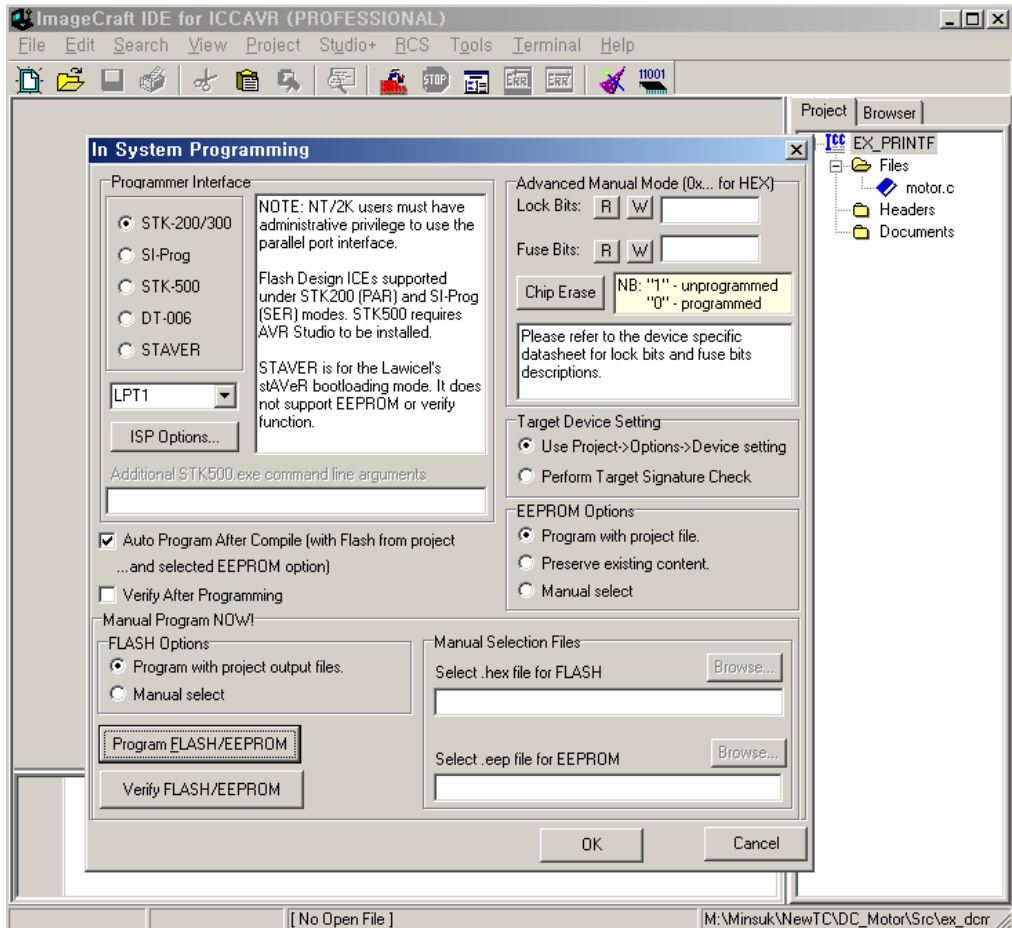 ImageCraft IDE for ICCAVR (PROFESSIONAL)
File Edit Search View Project Studio+ RCS Tools Terminal Help
STOP ERR ERR 11001
Project Browser
ICC EX_PRINTF
Files
motor.c
Headers
Documents
In System Programming
Programmer Interface
STK-200/300
SI-Prog
STK-500
DT-006
STAVER
LPT1
ISP Options...
NOTE: NT/2K users must have
administrative privilege to use the
parallel port interface.
Flash Design ICEs supported
under STK200 (PAR) and SI-Prog
(SER) modes. STK500 requires
AVR Studio to be installed.
STAVER is for the Lawicel's
stAVeR bootloading mode. It does
not support EEPROM or verify
function.
Additional STK500.exe command line arguments
Auto Program After Compile (with Flash from project
...and selected EEPROM option)
Verify After Programming
Advanced Manual Mode (0x... for HEX)
Lock Bits: R W
Fuse Bits: R W
Chip Erase
NB: "1" - unprogrammed
"0" - programmed
Please refer to the device specific
datasheet for lock bits and fuse bits
descriptions.
Target Device Setting
Use Project->Options->Device setting
Perform Target Signature Check
EEPROM Options
Program with project file.
Preserve existing content.
Manual select
Manual Program NOW!
FLASH Options
Program with project output files.
Manual select
Program FLASH/EEPROM
Verify FLASH/EEPROM
Manual Selection Files
Select .hex file for FLASH
Browse...
Select .eep file for EEPROM
Browse...
OK
Cancel
[ No Open File ]
M:\Minsuk\NewTC\DC_Motor\Src\ex_dcm